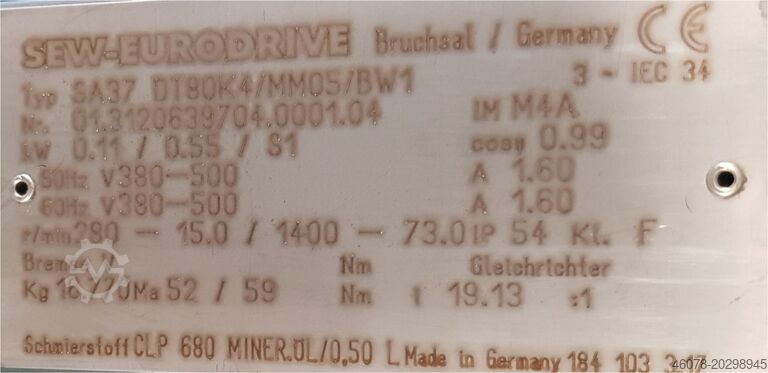 SEW-EURODRIVE Bruchsal / Germany CE
Typ SA37 DT80K4/MM05/BW1 3 ~ IEC 34
Nr. 01.3120639704.0001.04 IM M4A
kW 0.11 / 0.55 / S1 cosφ 0.99
50Hz V380-500 A 1.60
60Hz V380-500 A 1.60
r/min 280 - 15.0 / 1400 - 73.0 IP 54 Kl. F
Nm Gleichrichter
Kg Ma 52 / 59 Nm i 19.13 :1
Schmierstoff CLP 680 MINER.ÖL/0,50 L Made in Germany 184 103
46078-20298945